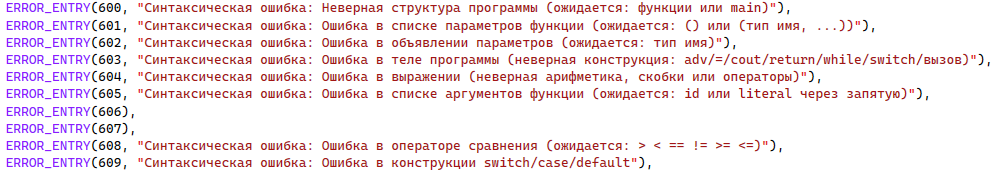 ERROR_ENTRY(600, "Синтаксическая ошибка: Неверная структура программы (ожидается: функции или main)"),
ERROR_ENTRY(601, "Синтаксическая ошибка: Ошибка в списке параметров функции (ожидается: () или (тип имя, ...))"),
ERROR_ENTRY(602, "Синтаксическая ошибка: Ошибка в объявлении параметров (ожидается: тип имя)"),
ERROR_ENTRY(603, "Синтаксическая ошибка: Ошибка в теле программы (неверная конструкция: adv/=/cout/return/while/switch/вызов)"),
ERROR_ENTRY(604, "Синтаксическая ошибка: Ошибка в выражении (неверная арифметика, скобки или операторы)"),
ERROR_ENTRY(605, "Синтаксическая ошибка: Ошибка в списке аргументов функции (ожидается: id или literal через запятую)"),
ERROR_ENTRY(606),
ERROR_ENTRY(607),
ERROR_ENTRY(608, "Синтаксическая ошибка: Ошибка в операторе сравнения (ожидается: > < == != >= <=)"),
ERROR_ENTRY(609, "Синтаксическая ошибка: Ошибка в конструкции switch/case/default"),